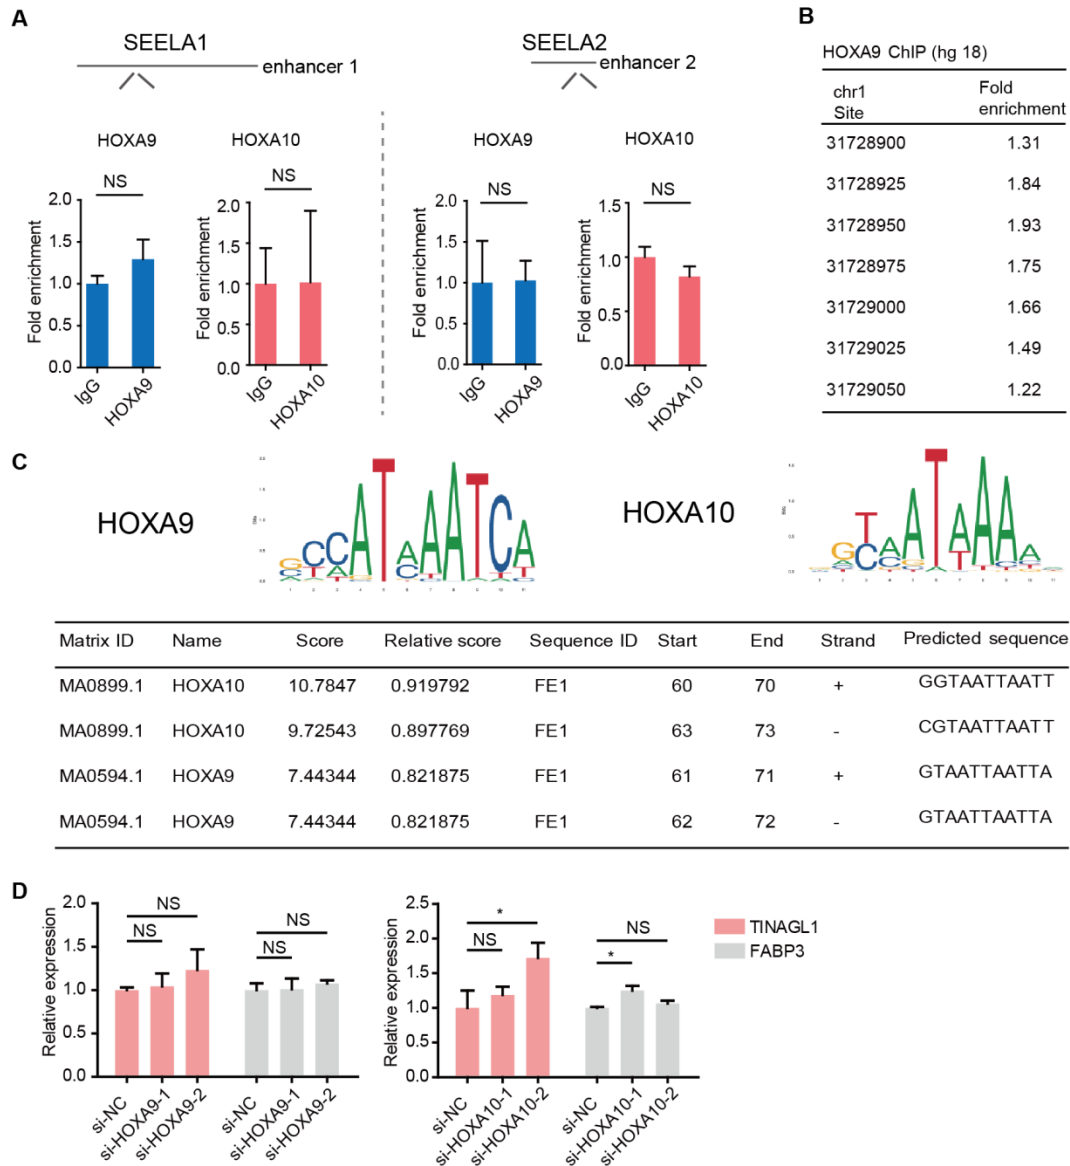 A
SEELA1
enhancer 1
SEELA2
enhancer 2
HOXA9
HOXA10
HOXA9
HOXA10
NS
NS
NS
NS
Fold enrichment
2.0
1.5
1.0
0.5
0.0
IgG
HOXA9
Fold enrichment
2.0
1.5
1.0
0.5
0.0
IgG
HOXA10
Fold enrichment
2.0
1.5
1.0
0.5
0.0
IgG
HOXA9
Fold enrichment
1.5
1.0
0.5
0.0
IgG
HOXA10
B
HOXA9 ChIP (hg 18)
chr1 Site Fold enrichment
31728900 1.31
31728925 1.84
31728950 1.93
31728975 1.75
31729000 1.66
31729025 1.49
31729050 1.22
C
HOXA9
HOXA10
Matrix ID Name Score Relative score Sequence ID Start End Strand Predicted sequence
MA0899.1 HOXA10 10.7847 0.919792 FE1 60 70 + GGTAATTAATT
MA0899.1 HOXA10 9.72543 0.897769 FE1 63 73 - CGTAATTAATT
MA0594.1 HOXA9 7.44344 0.821875 FE1 61 71 + GTAATTAATTA
MA0594.1 HOXA9 7.44344 0.821875 FE1 62 72 - GTAATTAATTA
D
Relative expression
2.0
1.5
1.0
0.5
0.0
NS
NS
NS
NS
si-NC
si-HOXA9-1
si-HOXA9-2
si-NC
si-HOXA9-1
si-HOXA9-2
Relative expression
2.5
2.0
1.5
1.0
0.5
0.0
*
NS
NS
*
si-NC
si-HOXA10-1
si-HOXA10-2
si-NC
si-HOXA10-1
si-HOXA10-2
TINAGL1
FABP3